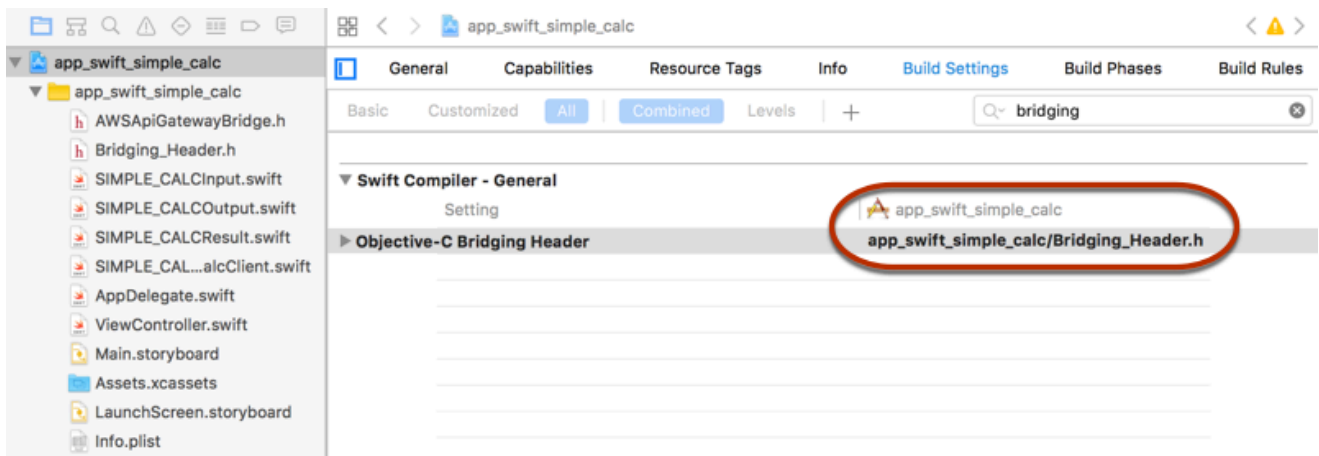 app_swift_simple_calc
app_swift_simple_calc
app_swift_simple_calc
AWSApiGatewayBridge.h
Bridging_Header.h
SIMPLE_CALCInput.swift
SIMPLE_CALCOutput.swift
SIMPLE_CALCResult.swift
SIMPLE_CAL...alcClient.swift
AppDelegate.swift
ViewController.swift
Main.storyboard
Assets.xcassets
LaunchScreen.storyboard
Info.plist
General Capabilities Resource Tags Info Build Settings Build Phases Build Rules
Basic Customized All Combined Levels + bridging
Swift Compiler - General
Setting app_swift_simple_calc
Objective-C Bridging Header app_swift_simple_calc/Bridging_Header.h